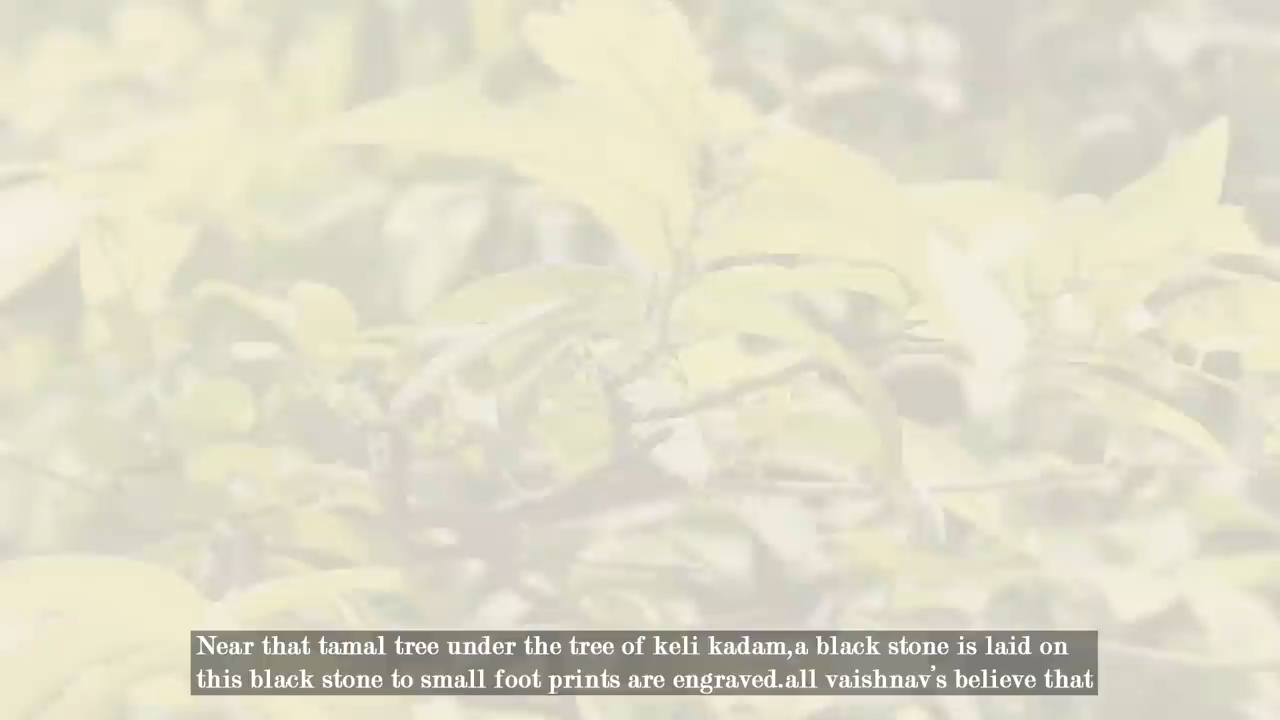 Near that tamal tree under the tree of keli kadam,a black stone is laid on
this black stone to small foot prints are engraved.all vaishnav's believe that